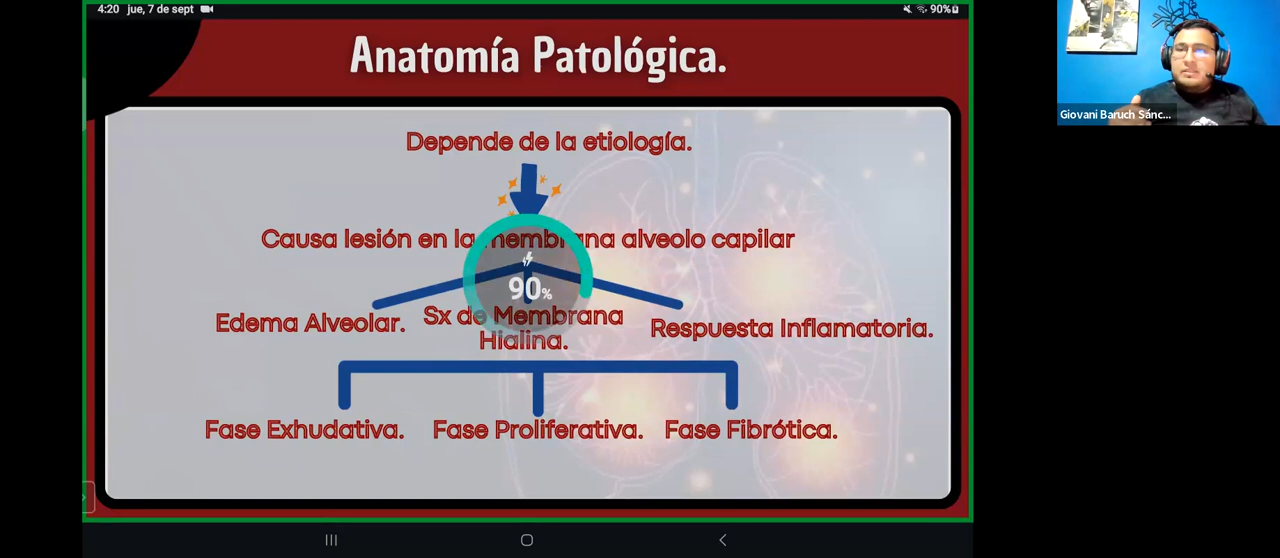 4:20 jue, 7 de sept
90%
Anatomía Patológica.
Depende de la etiología.
Causa lesión en la membrana alveolo capilar
90%
Edema Alveolar.
Sx de Membrana
Hialina.
Respuesta Inflamatoria.
Fase Exhudativa.
Fase Proliferativa.
Fase Fibrótica.
Giovani Baruch Sánc...